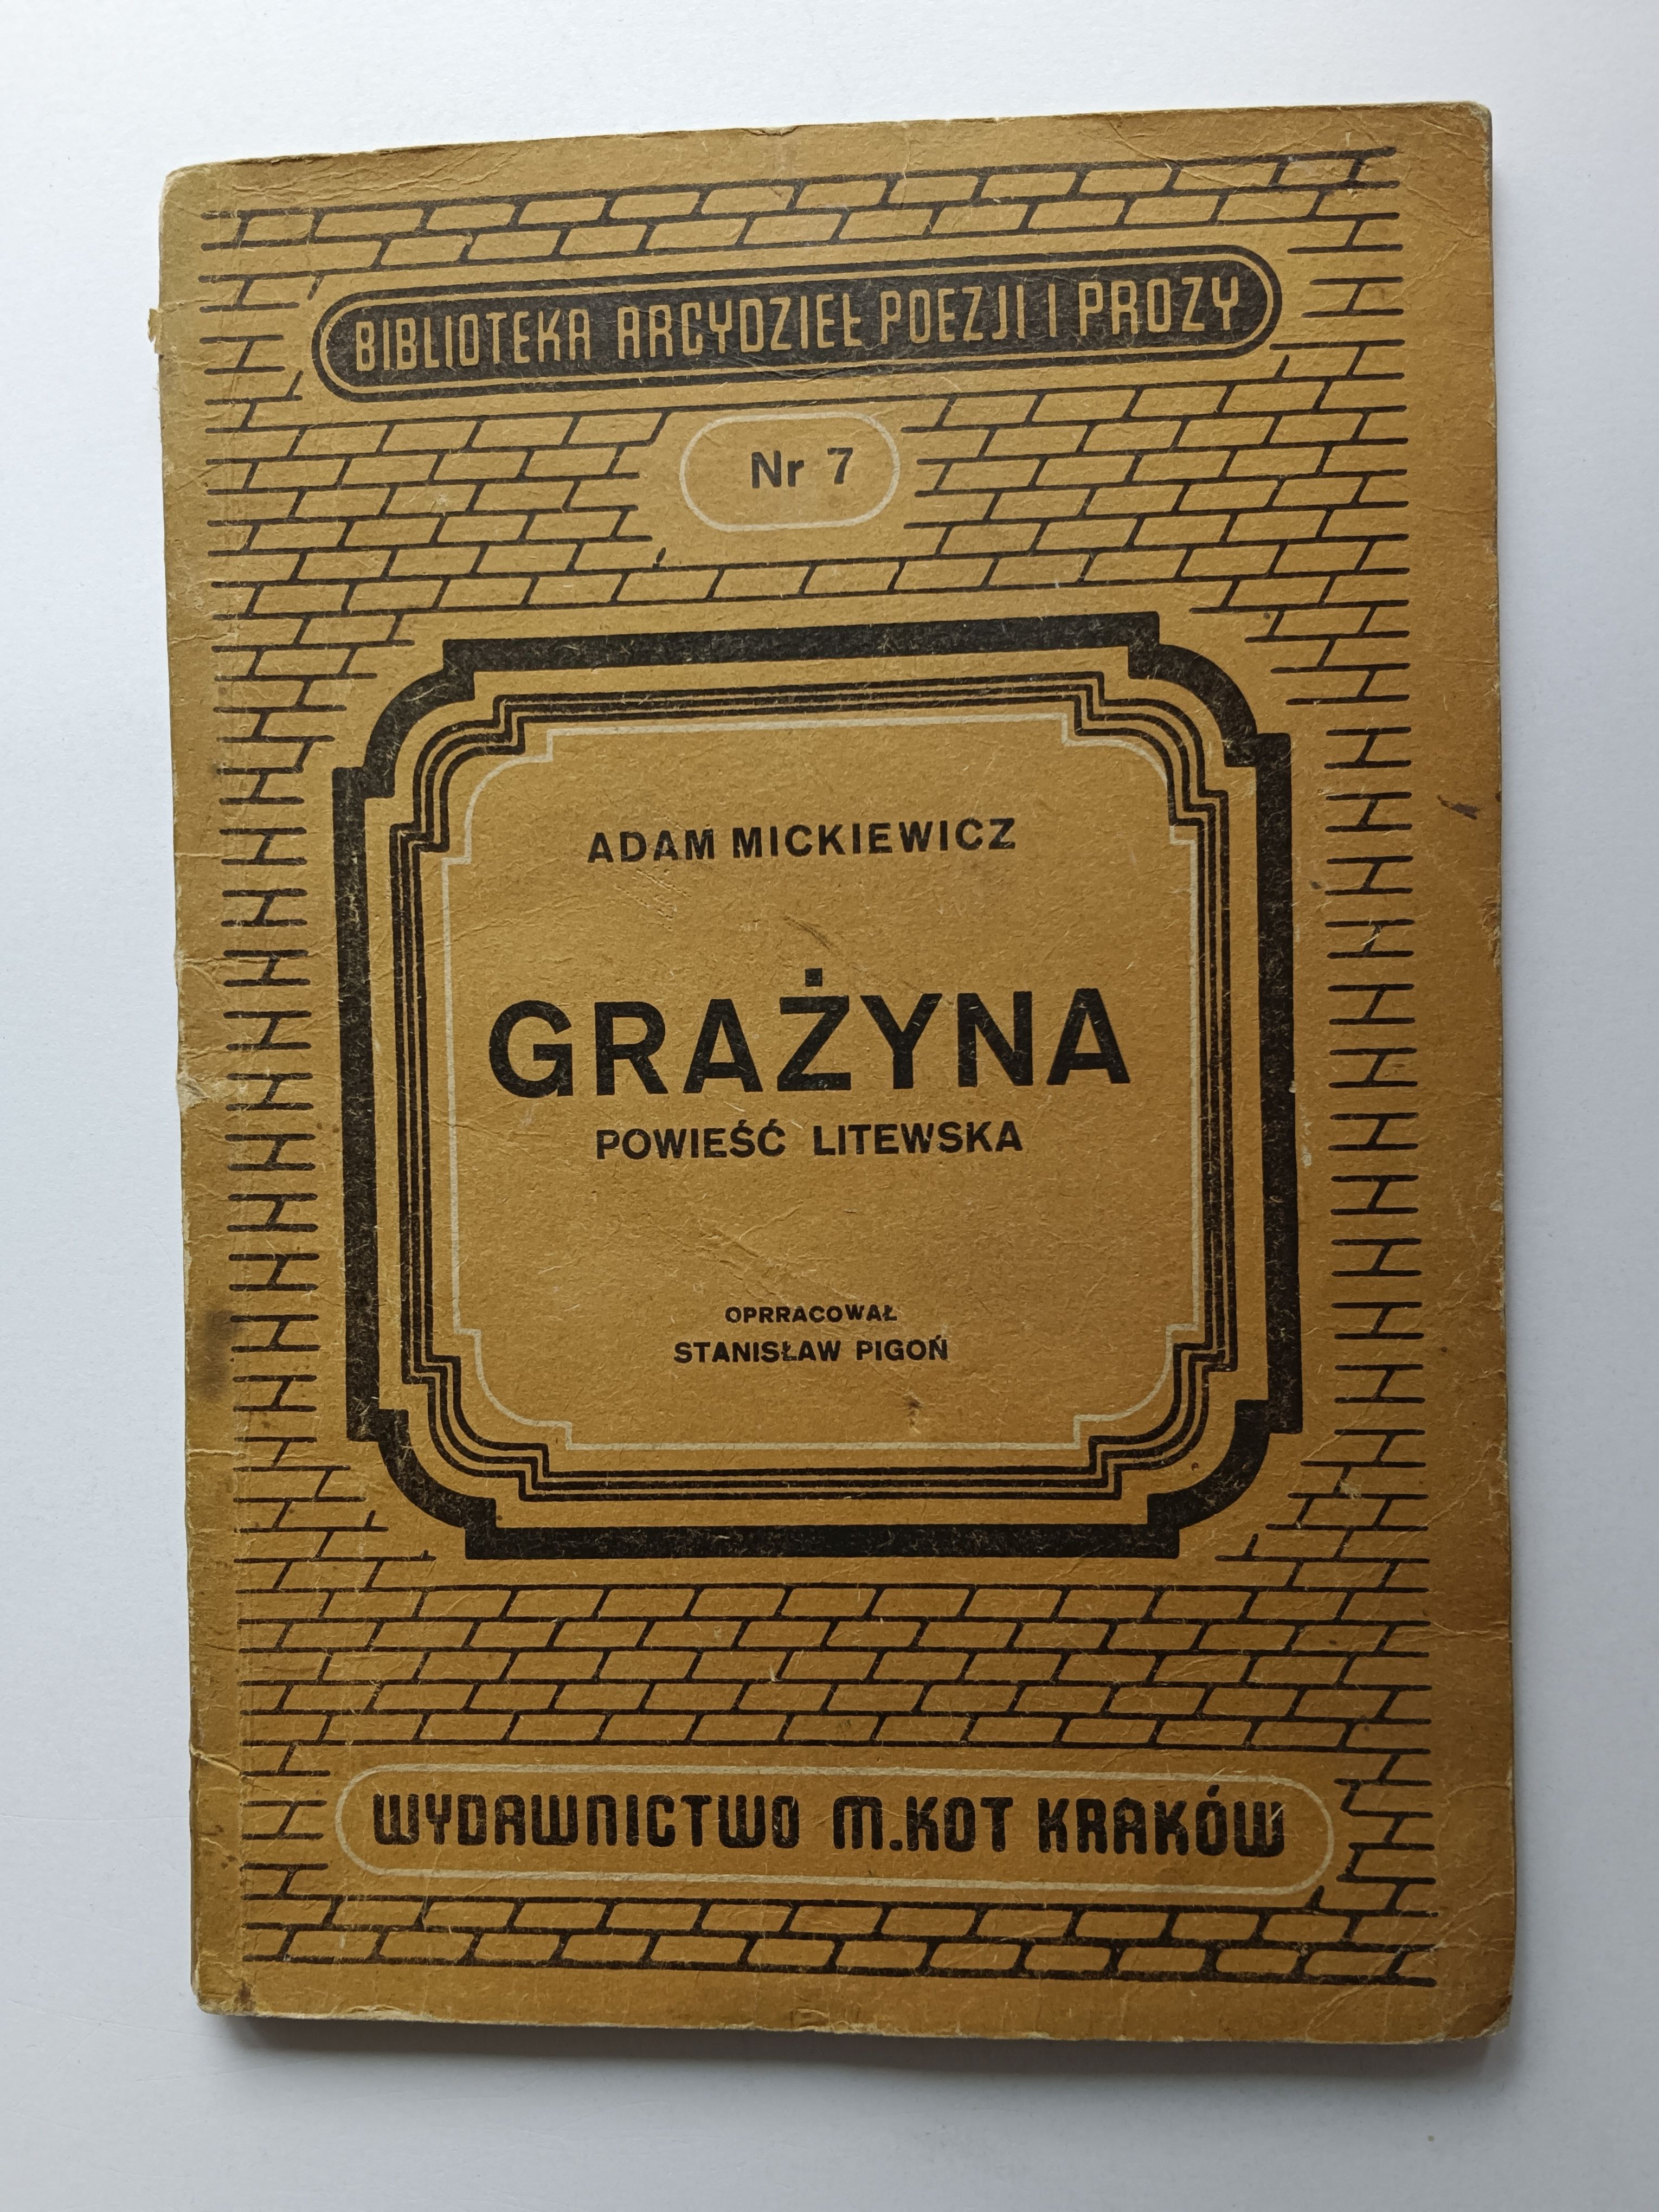 BIBLIOTEKA ARCYDZIEŁ POEZJI I PROZY
Nr 7
ADAM MICKIEWICZ
GRAŻYNA
POWIEŚĆ LITEWSKA
OPRRACOWAŁ
STANISŁAW PIGOŃ
WYDAWNICTWO M.KOT KRAKÓW